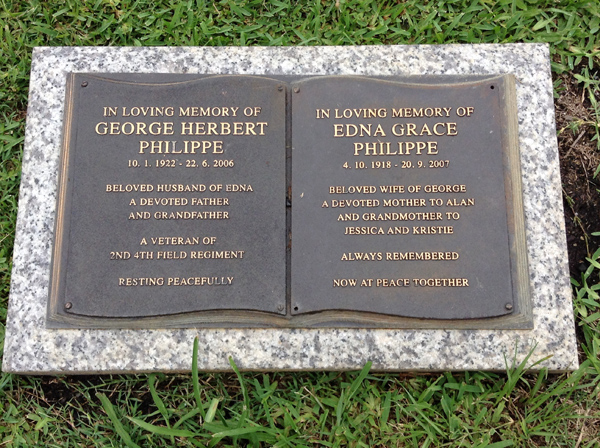 IN LOVING MEMORY OF
GEORGE HERBERT
PHILIPPE
10. 1. 1922 - 22. 6. 2006
BELOVED HUSBAND OF EDNA
A DEVOTED FATHER
AND GRANDFATHER
A VETERAN OF
2ND 4TH FIELD REGIMENT
RESTING PEACEFULLY
IN LOVING MEMORY OF
EDNA GRACE
PHILIPPE
4. 10. 1918 - 20. 9. 2007
BELOVED WIFE OF GEORGE
A DEVOTED MOTHER TO ALAN
AND GRANDMOTHER TO
JESSICA AND KRISTIE
ALWAYS REMEMBERED
NOW AT PEACE TOGETHER